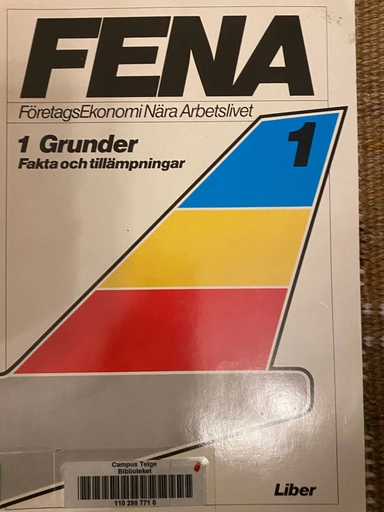 FENA
FöretagsEkonomi Nära Arbetslivet
1 Grunder
Fakta och tillämpningar
1
Campus Telge
Biblioteket
110 298 771 0
Liber